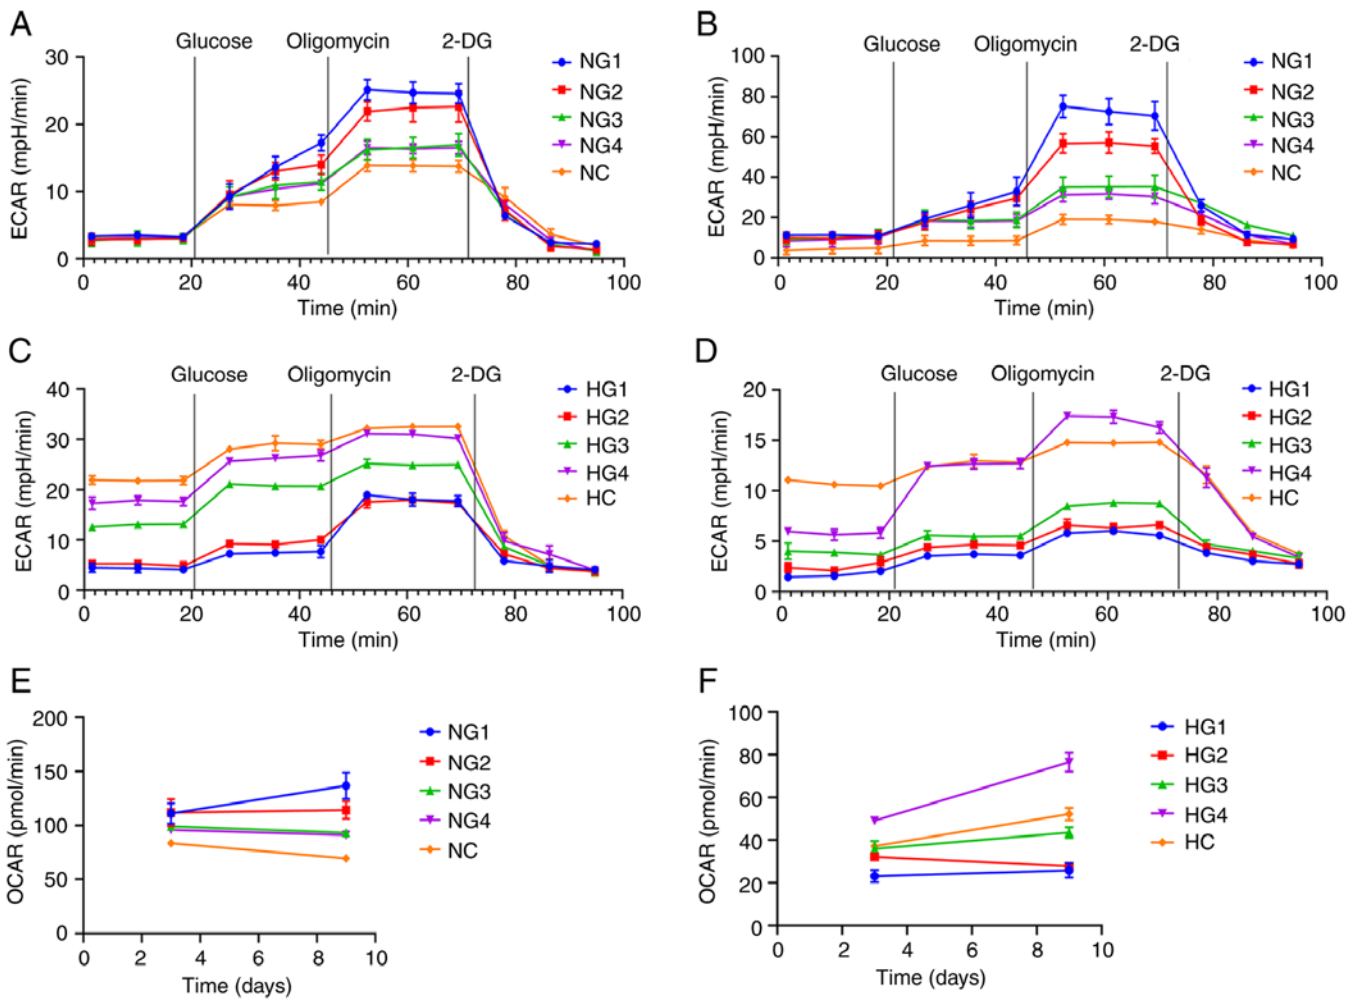 A
Glucose Oligomycin 2-DG
ECAR (mpH/min)
30
20
10
0
0 20 40 60 80 100
Time (min)
NG1
NG2
NG3
NG4
NC
B
Glucose Oligomycin 2-DG
ECAR (mpH/min)
100
80
60
40
20
0
0 20 40 60 80 100
Time (min)
NG1
NG2
NG3
NG4
NC
C
Glucose Oligomycin 2-DG
ECAR (mpH/min)
40
30
20
10
0
0 20 40 60 80 100
Time (min)
HG1
HG2
HG3
HG4
HC
D
Glucose Oligomycin 2-DG
ECAR (mpH/min)
20
15
10
5
0
0 20 40 60 80 100
Time (min)
HG1
HG2
HG3
HG4
HC
E
OCAR (pmol/min)
200
150
100
50
0
0 2 4 6 8 10
Time (days)
NG1
NG2
NG3
NG4
NC
F
OCAR (pmol/min)
100
80
60
40
20
0
0 2 4 6 8 10
Time (days)
HG1
HG2
HG3
HG4
HC